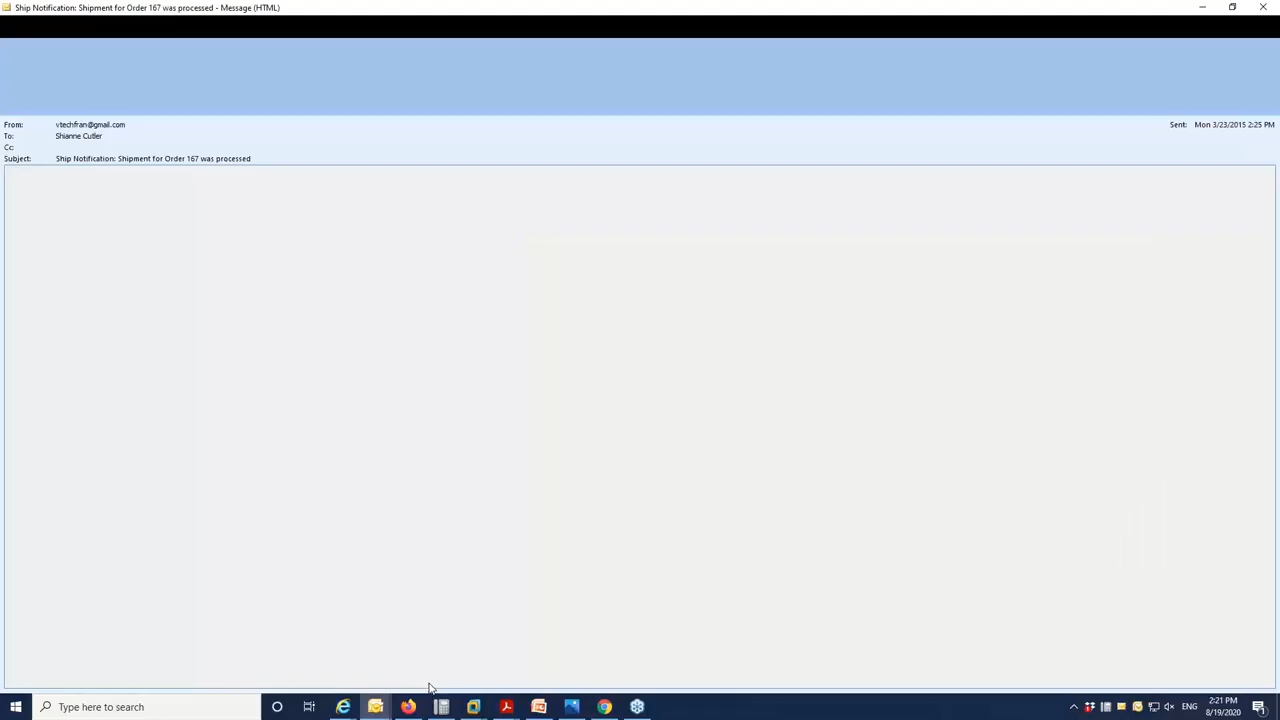 Ship Notification: Shipment for Order 167 was processed - Message (HTML)
From: vtechfran@gmail.com Sent: Mon 3/23/2015 2:25 PM
To: Shianne Cutler
Cc:
Subject: Ship Notification: Shipment for Order 167 was processed
Type here to search
ENG
2:21 PM
8/19/2020
1